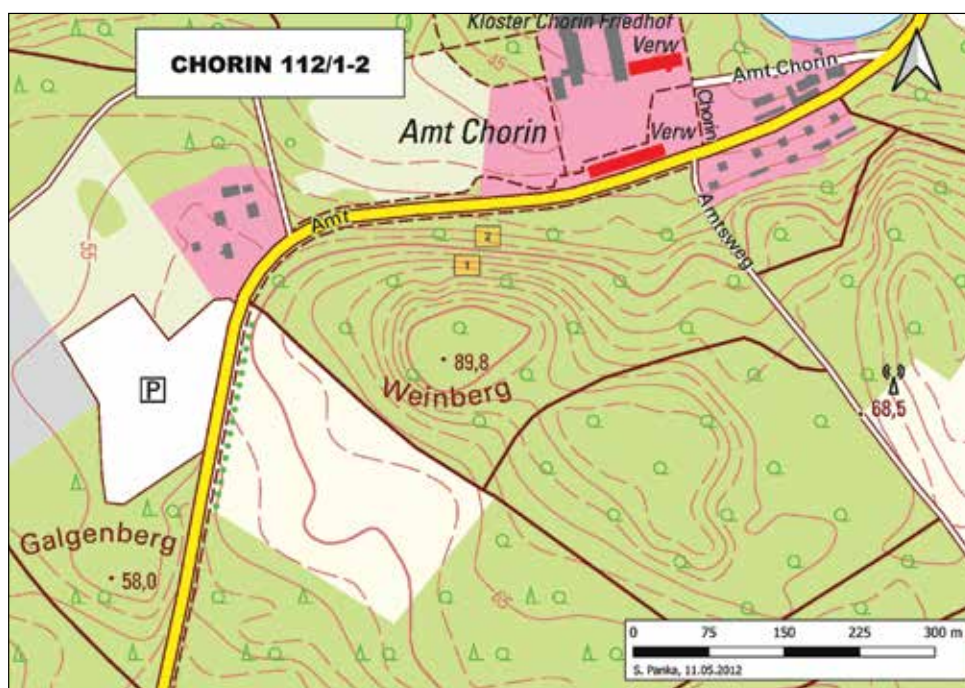 Kloster Chorin Friedhof
CHORIN 112/1-2
45
Verw
Amt Chorin
Chorin
Amt Chorin
Verw
Amt
2
1
Amtsweg
55
89,8
Weinberg
P
68,5
Galgenberg
58,0
45
0 75 150 225 300 m
S. Panka, 11.05.2012